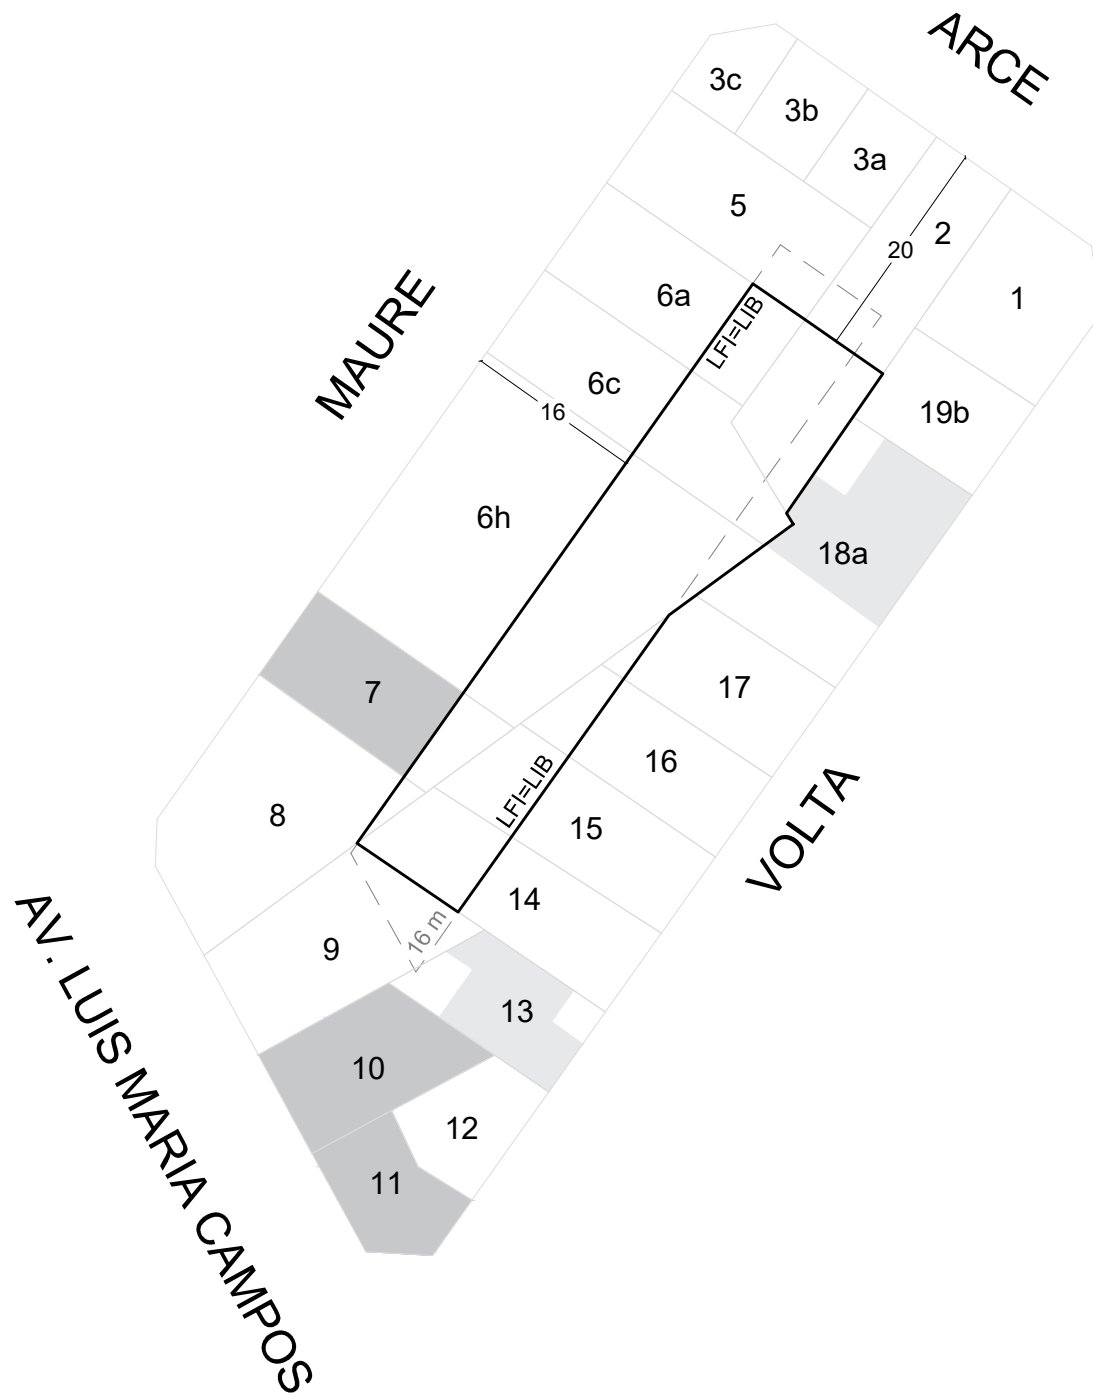 ARCE
3c
3b
3a
5
2
20
1
6a
LFI=LIB
MAURE
6c
16
19b
6h
18a
7
17
16
LFI=LIB
VOLTA
8
15
14
AV. LUIS MARIA CAMPOS
9
16 m
13
10
12
11